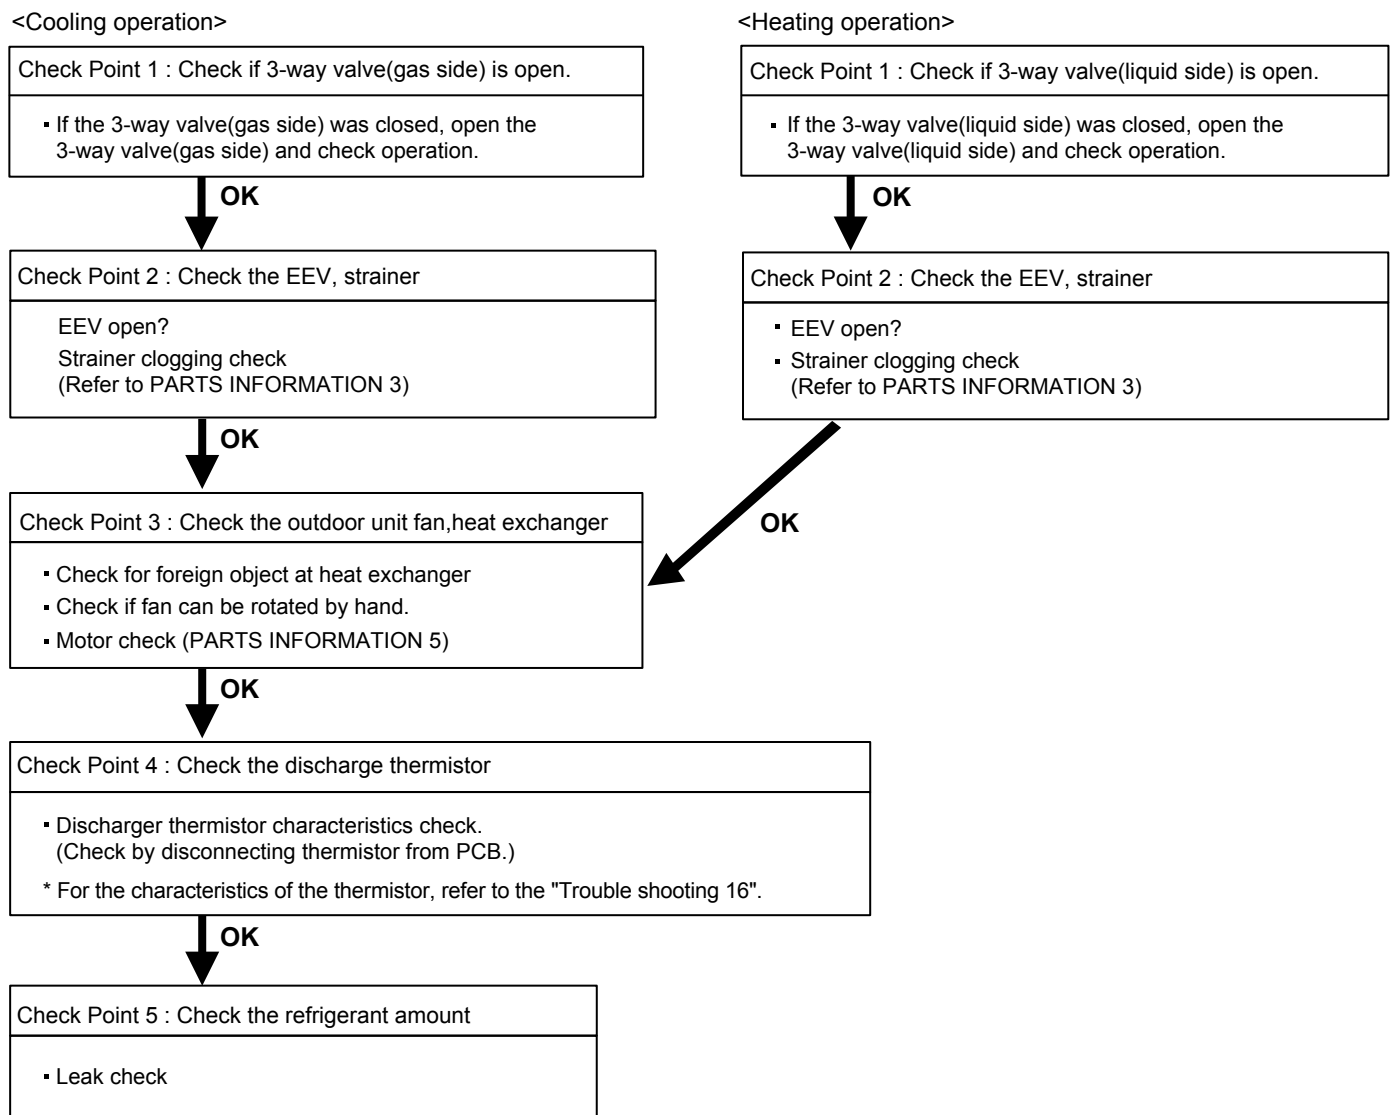 <Cooling operation>
Check Point 1 : Check if 3-way valve(gas side) is open.
▪ If the 3-way valve(gas side) was closed, open the
3-way valve(gas side) and check operation.
OK
Check Point 2 : Check the EEV, strainer
EEV open?
Strainer clogging check
(Refer to PARTS INFORMATION 3)
OK
<Heating operation>
Check Point 1 : Check if 3-way valve(liquid side) is open.
▪ If the 3-way valve(liquid side) was closed, open the
3-way valve(liquid side) and check operation.
OK
Check Point 2 : Check the EEV, strainer
▪ EEV open?
▪ Strainer clogging check
(Refer to PARTS INFORMATION 3)
OK
Check Point 3 : Check the outdoor unit fan,heat exchanger
▪ Check for foreign object at heat exchanger
▪ Check if fan can be rotated by hand.
▪ Motor check (PARTS INFORMATION 5)
OK
Check Point 4 : Check the discharge thermistor
▪ Discharger thermistor characteristics check.
(Check by disconnecting thermistor from PCB.)
* For the characteristics of the thermistor, refer to the "Trouble shooting 16".
OK
Check Point 5 : Check the refrigerant amount
▪ Leak check